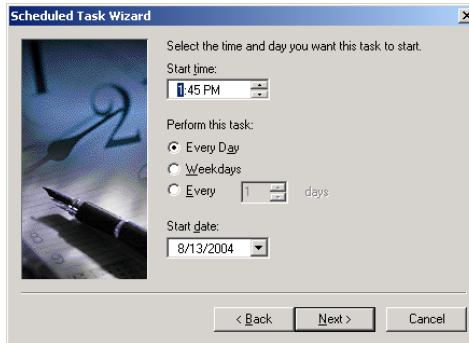 Scheduled Task Wizard
Select the time and day you want this task to start.
Start time:
1:45 PM
Perform this task:
Every Day
Weekdays
Every 1 days
Start date:
8/13/2004
< Back Next > Cancel